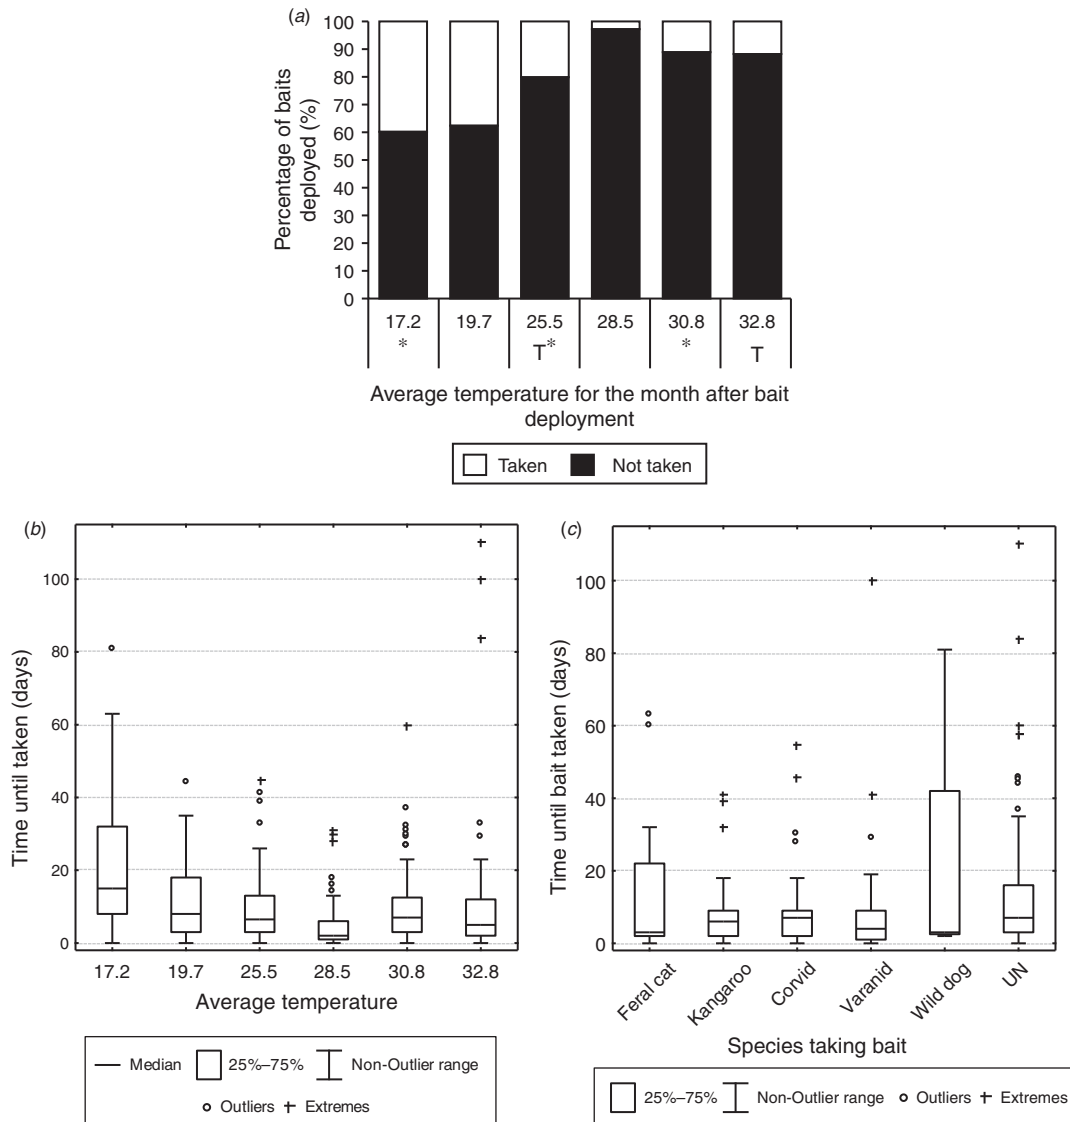 (a)
Percentage of baits
deployed (%)
100
90
80
70
60
50
40
30
20
10
0
17.2 19.7 25.5 28.5 30.8 32.8
* T* * T
Average temperature for the month after bait
deployment
Taken Not taken
(b)
Time until taken (days)
100
80
60
40
20
0
17.2 19.7 25.5 28.5 30.8 32.8
Average temperature
Median 25%–75% Non-Outlier range
Outliers Extremes
(c)
Time until bait taken (days)
100
80
60
40
20
0
Feral cat Kangaroo Corvid Varanid Wild dog UN
Species taking bait
25%–75% Non-Outlier range Outliers Extremes